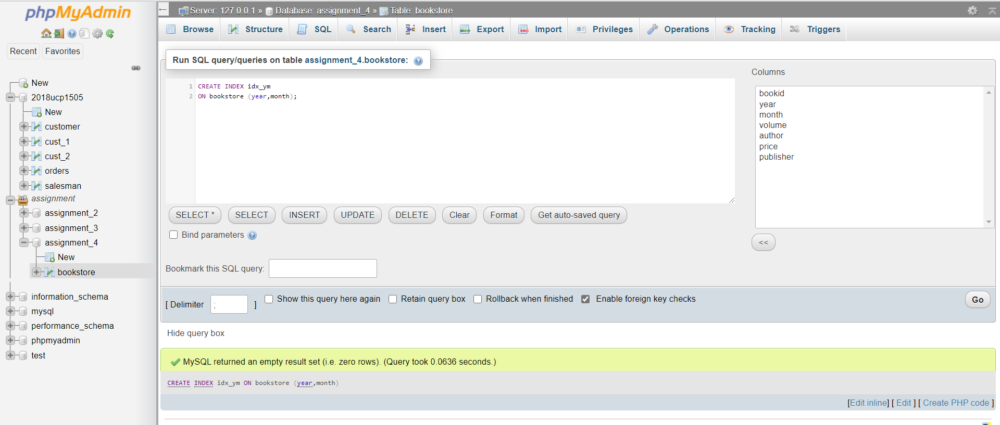 phpMyAdmin
Recent Favorites
New
2018ucp1505
New
customer
cust_1
cust_2
orders
salesman
assignment
assignment_2
assignment_3
assignment_4
New
bookstore
information_schema
mysql
performance_schema
phpmyadmin
test
Server: 127.0.0.1 » Database: assignment_4 » Table: bookstore
Browse Structure SQL Search Insert Export Import Privileges Operations Tracking Triggers
Run SQL query/queries on table assignment_4.bookstore:
1 CREATE INDEX idx_ym
2 ON bookstore (year,month);
Columns
bookid
year
month
volume
author
price
publisher
<<
SELECT * SELECT INSERT UPDATE DELETE Clear Format Get auto-saved query
Bind parameters
Bookmark this SQL query:
[ Delimiter ; ] Show this query here again Retain query box Rollback when finished Enable foreign key checks Go
Hide query box
MySQL returned an empty result set (i.e. zero rows). (Query took 0.0636 seconds.)
CREATE INDEX idx_ym ON bookstore (year,month)
[Edit inline] [ Edit ] [ Create PHP code ]